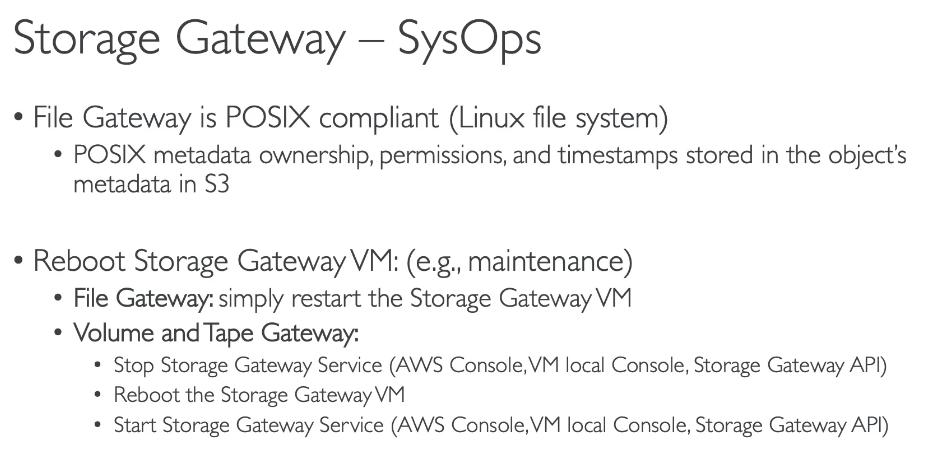 Storage Gateway – SysOps
• File Gateway is POSIX compliant (Linux file system)
• POSIX metadata ownership, permissions, and timestamps stored in the object's
metadata in S3
• Reboot Storage Gateway VM: (e.g., maintenance)
• File Gateway: simply restart the Storage Gateway VM
• Volume and Tape Gateway:
• Stop Storage Gateway Service (AWS Console, VM local Console, Storage Gateway API)
• Reboot the Storage Gateway VM
• Start Storage Gateway Service (AWS Console, VM local Console, Storage Gateway API)